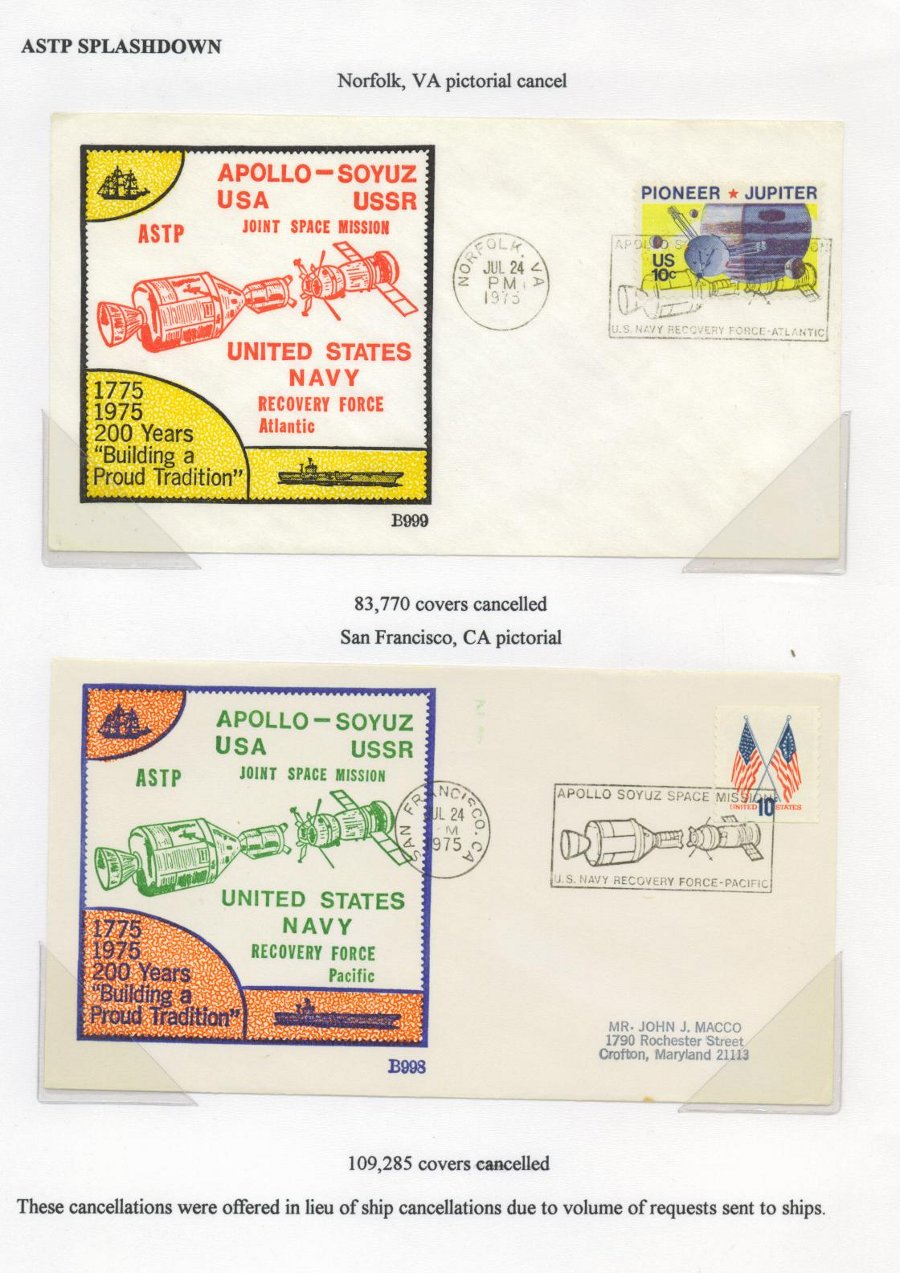 ASTP SPLASHDOWN
Norfolk, VA pictorial cancel
APOLLO–SOYUZ
USA USSR
ASTP
JOINT SPACE MISSION
UNITED STATES
NAVY
RECOVERY FORCE
Atlantic
1775
1975
200 Years
"Building a
Proud Tradition"
B999
NORFOLK, VA
JUL 24
PM
1975
PIONEER ★ JUPITER
US
10c
APOLLO
U.S. NAVY RECOVERY FORCE-ATLANTIC
83,770 covers cancelled
San Francisco, CA pictorial
APOLLO–SOYUZ
USA USSR
ASTP
JOINT SPACE MISSION
UNITED STATES
NAVY
RECOVERY FORCE
Pacific
1775
1975
200 Years
"Building a
Proud Tradition"
B998
SAN FRANCISCO, CA
JUL 24
PM
1975
UNITED 10 STATES
APOLLO SOYUZ SPACE MISSION
U.S. NAVY RECOVERY FORCE-PACIFIC
MR. JOHN J. MACCO
1790 Rochester Street
Crofton, Maryland 21113
109,285 covers cancelled
These cancellations were offered in lieu of ship cancellations due to volume of requests sent to ships.